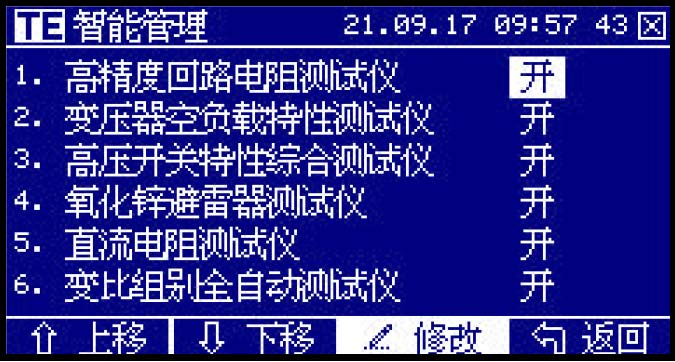 TE 智能管理 21.09.17 09:57 43
1. 高精度回路电阻测试仪 开
2. 变压器空负载特性测试仪 开
3. 高压开关特性综合测试仪 开
4. 氧化锌避雷器测试仪 开
5. 直流电阻测试仪 开
6. 变比组别全自动测试仪 开
上移 下移 修改 返回